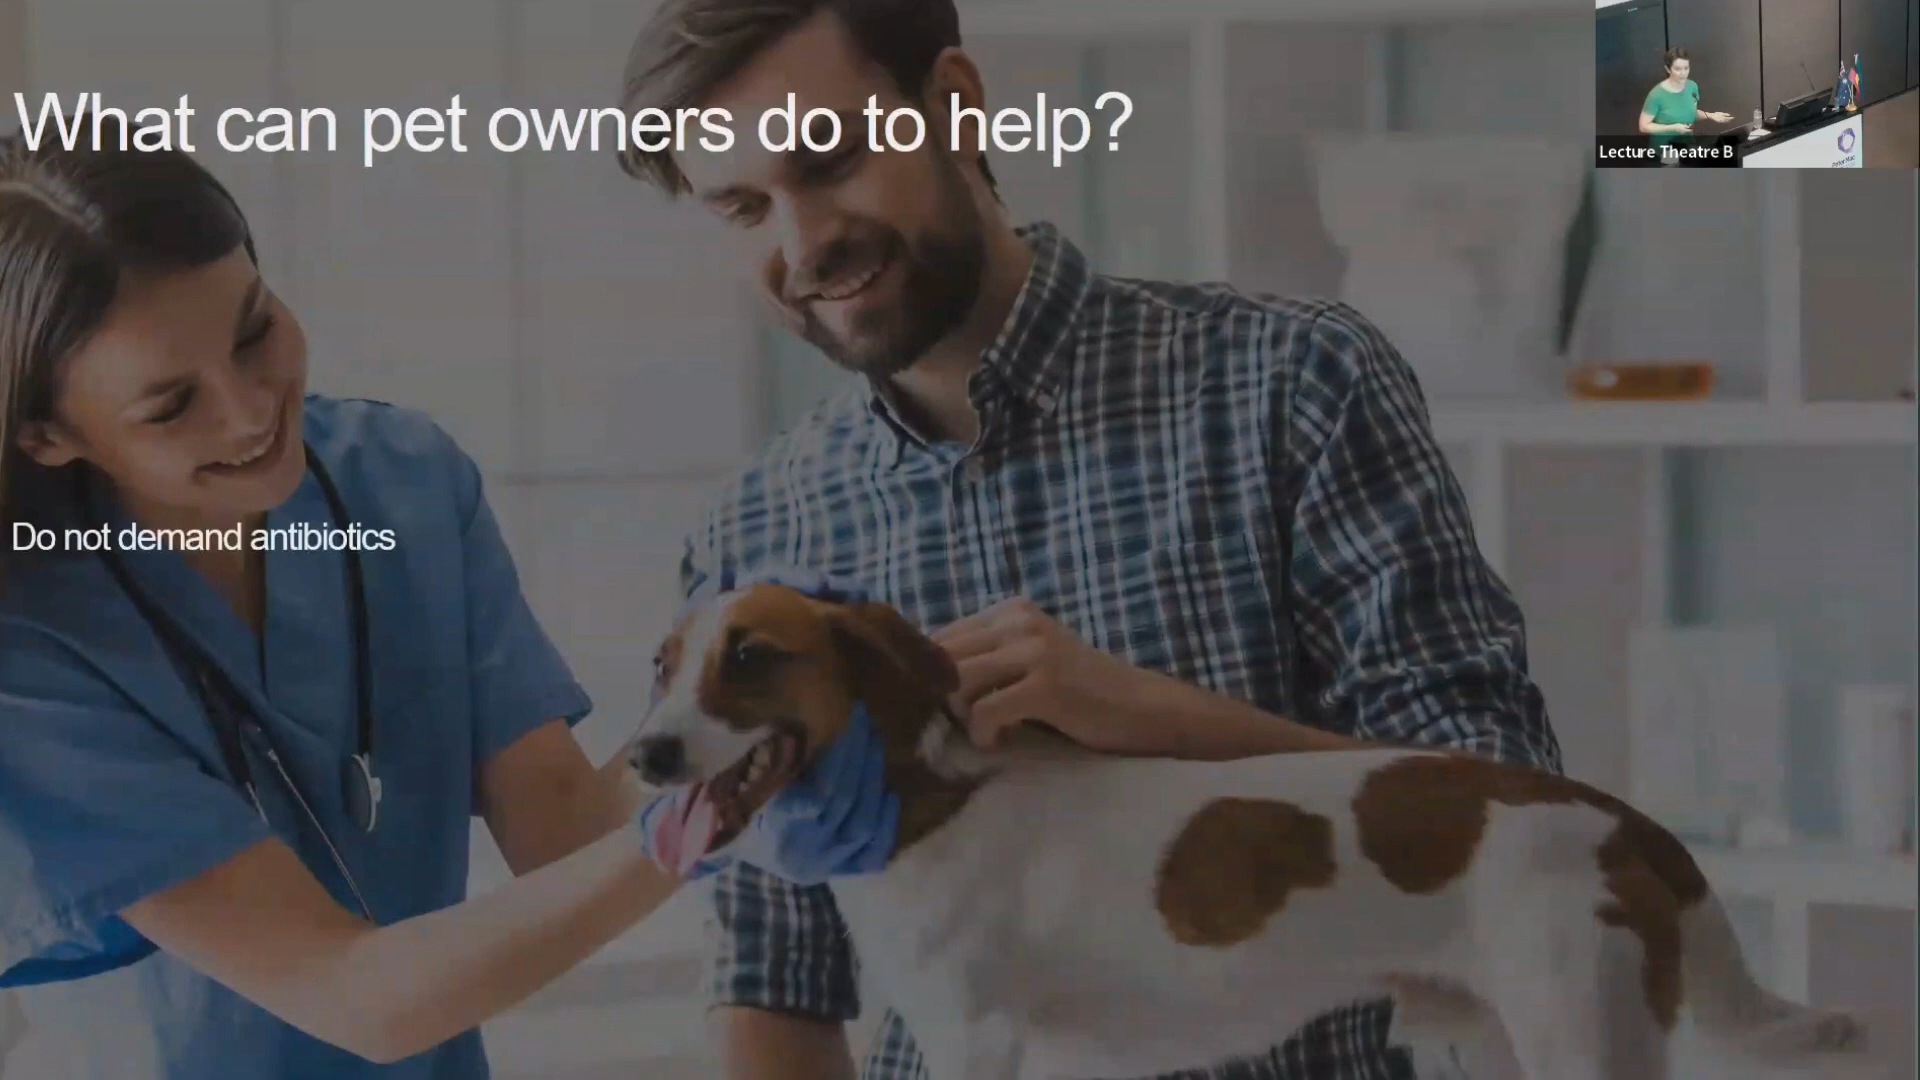 What can pet owners do to help?
Lecture Theatre B
Do not demand antibiotics